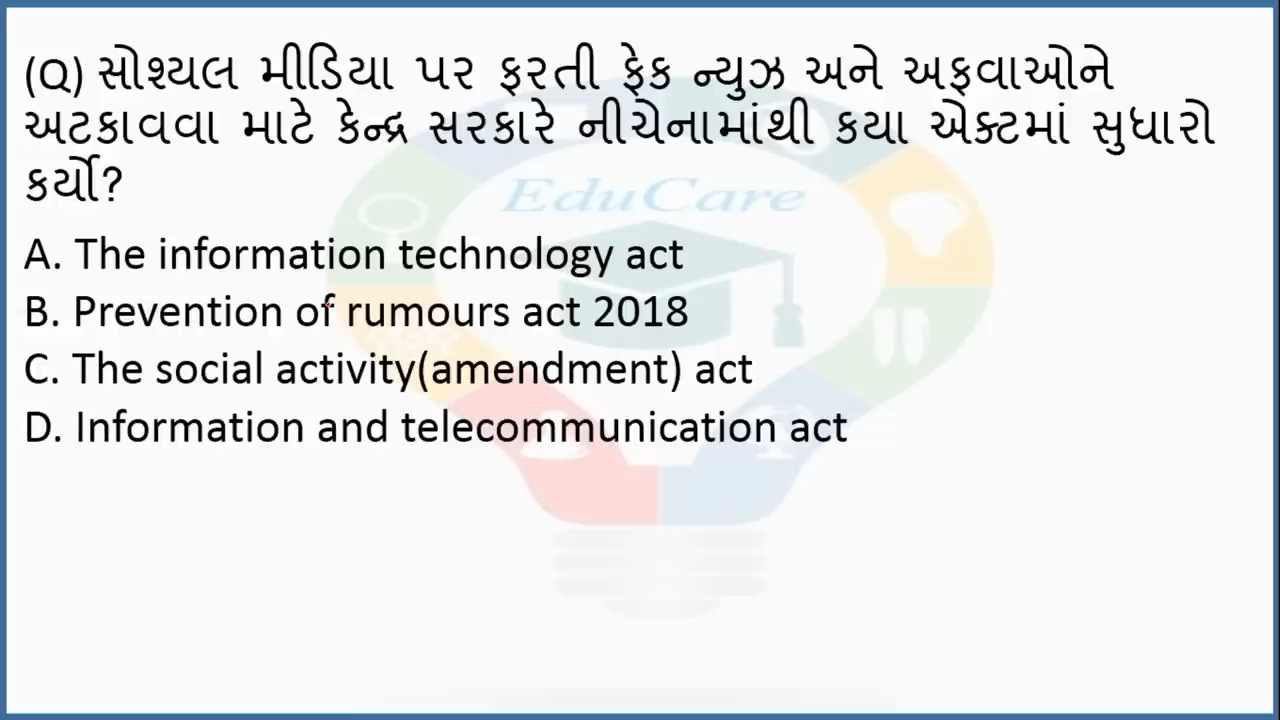 (Q) સોશ્યલ મીડિયા પર ફરતી ફેક ન્યુઝ અને અફવાઓને
અટકાવવા માટે કેન્દ્ર સરકારે નીચેનામાંથી કયા એક્ટમાં સુધારો
કર્યો?
EduCare
A. The information technology act
B. Prevention of rumours act 2018
C. The social activity(amendment) act
D. Information and telecommunication act